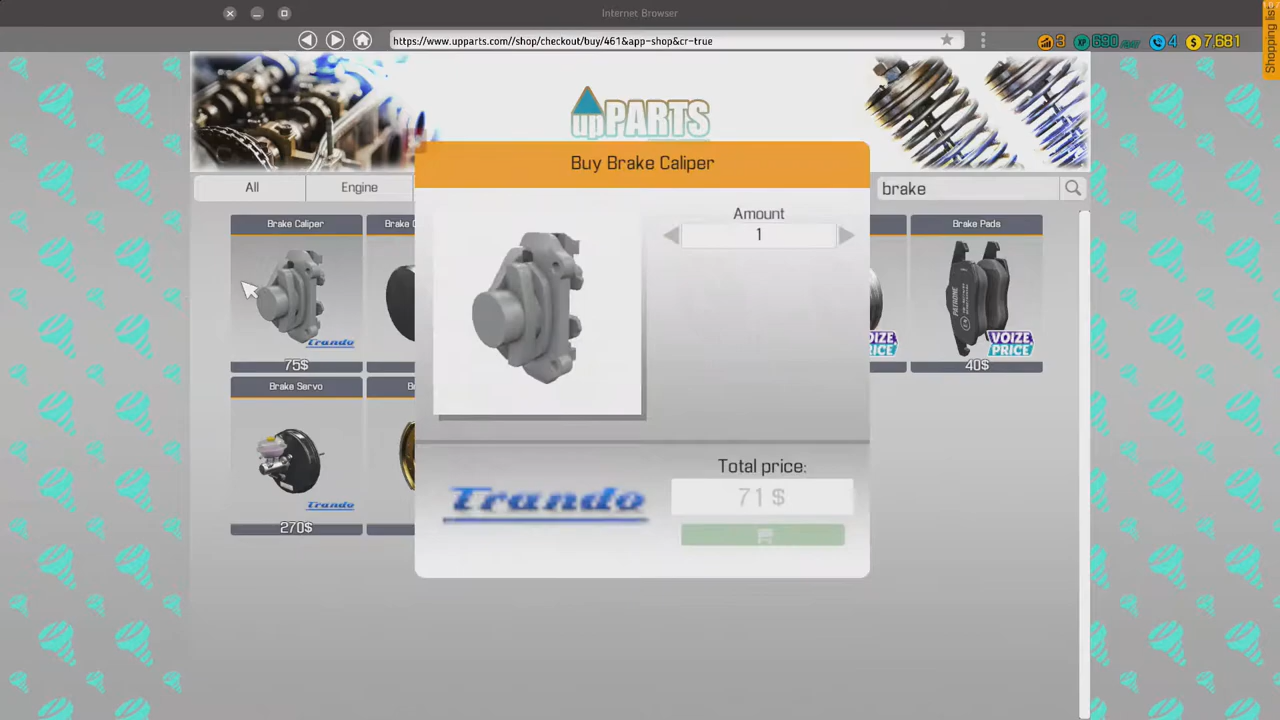 Internet Browser
https://www.upparts.com//shop/checkout/buy/461&app-shop&cr-true
3
690
4
$ 7,681
Shopping list
upPARTS
Buy Brake Caliper
All
Engine
brake
Brake Caliper
Brake
Brake Pads
Amount
1
Trando
75$
VOIZE
PRICE
40$
Brake Servo
Trando
270$
Total price:
Trando
71 $